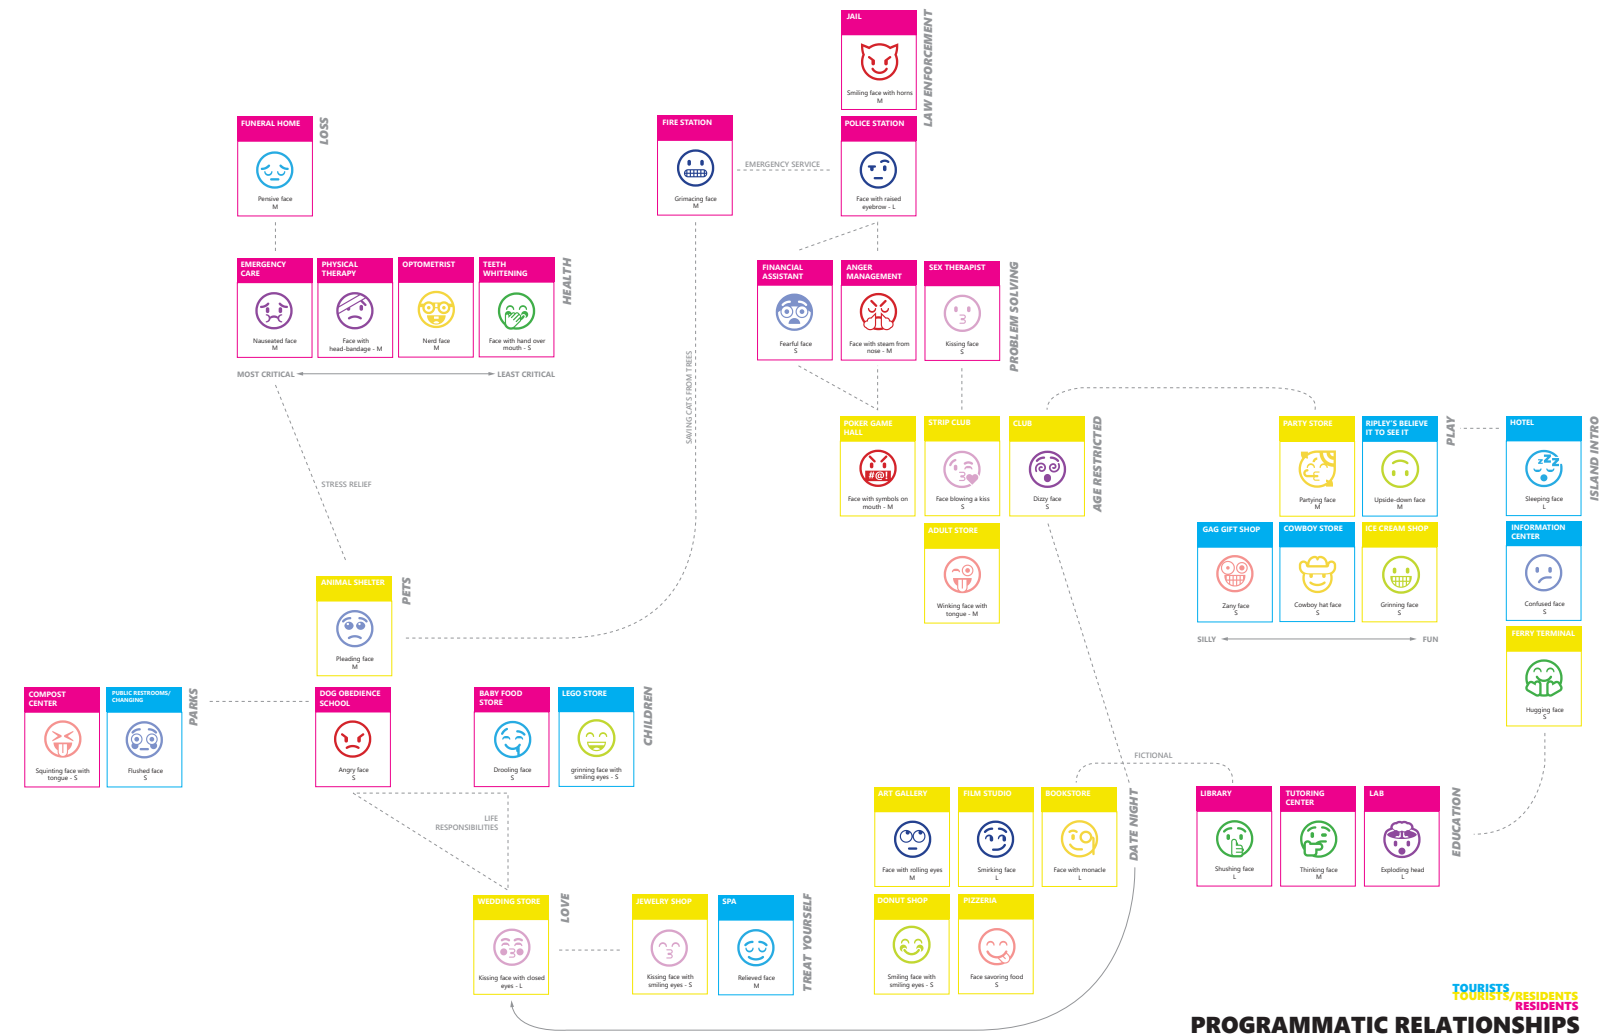 JAIL
Smiling face with horns
M
LAW ENFORCEMENT
FUNERAL HOME
Pensive face
M
LOSS
FIRE STATION
Grimacing face
M
EMERGENCY SERVICE
POLICE STATION
Face with raised
eyebrow - L
EMERGENCY
CARE
Nauseated face
M
PHYSICAL
THERAPY
Face with
head-bandage - M
OPTOMETRIST
Nerd face
M
TEETH
WHITENING
Face with hand over
mouth - S
HEALTH
MOST CRITICAL
LEAST CRITICAL
FINANCIAL
ASSISTANT
Fearful face
S
ANGER
MANAGEMENT
Face with steam from
nose - M
SEX THERAPIST
Kissing face
S
PROBLEM SOLVING
SAVING CATS FROM TREES
STRESS RELIEF
POKER GAME
HALL
#@!
Face with symbols on
mouth - M
STRIP CLUB
Face blowing a kiss
S
CLUB
Dizzy face
S
AGE RESTRICTED
ADULT STORE
Winking face with
tongue - M
PARTY STORE
Partying face
M
RIPLEY'S BELIEVE
IT TO SEE IT
Upside-down face
M
PLAY
HOTEL
zzz
Sleeping face
L
ISLAND INTRO
GAG GIFT SHOP
Zany face
S
COWBOY STORE
Cowboy hat face
S
ICE CREAM SHOP
Grinning face
S
SILLY
FUN
INFORMATION
CENTER
Confused face
S
FERRY TERMINAL
Hugging face
S
ANIMAL SHELTER
Pleading face
M
PETS
COMPOST
CENTER
Squinting face with
tongue - S
PUBLIC RESTROOMS/
CHANGING
Flushed face
S
PARKS
DOG OBEDIENCE
SCHOOL
Angry face
S
BABY FOOD
STORE
Drooling face
S
LEGO STORE
grinning face with
smiling eyes - S
CHILDREN
LIFE
RESPONSIBILITIES
FICTIONAL
ART GALLERY
Face with rolling eyes
M
FILM STUDIO
Smirking face
L
BOOKSTORE
Face with monacle
L
DATE NIGHT
LIBRARY
Shushing face
L
TUTORING
CENTER
Thinking face
M
LAB
Exploding head
L
EDUCATION
WEDDING STORE
Kissing face with closed
eyes - L
LOVE
JEWELRY SHOP
Kissing face with
smiling eyes - S
SPA
Relieved face
M
TREAT YOURSELF
DONUT SHOP
Smiling face with
smiling eyes - S
PIZZERIA
Face savoring food
S
TOURISTS
TOURISTS/RESIDENTS
RESIDENTS
PROGRAMMATIC RELATIONSHIPS